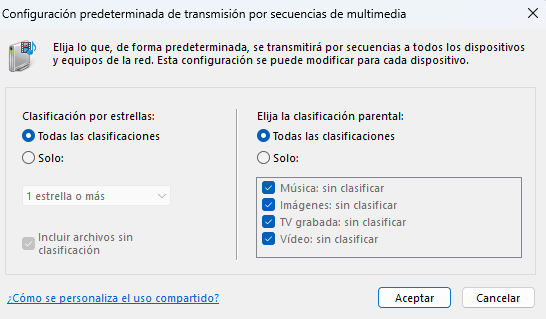 Configuración predeterminada de transmisión por secuencias de multimedia
Elija lo que, de forma predeterminada, se transmitirá por secuencias a todos los dispositivos
y equipos de la red. Esta configuración se puede modificar para cada dispositivo.
Clasificación por estrellas:
Todas las clasificaciones
Solo:
1 estrella o más
Incluir archivos sin
clasificación
Elija la clasificación parental:
Todas las clasificaciones
Solo:
Música: sin clasificar
Imágenes: sin clasificar
TV grabada: sin clasificar
Vídeo: sin clasificar
¿Cómo se personaliza el uso compartido?
Aceptar
Cancelar